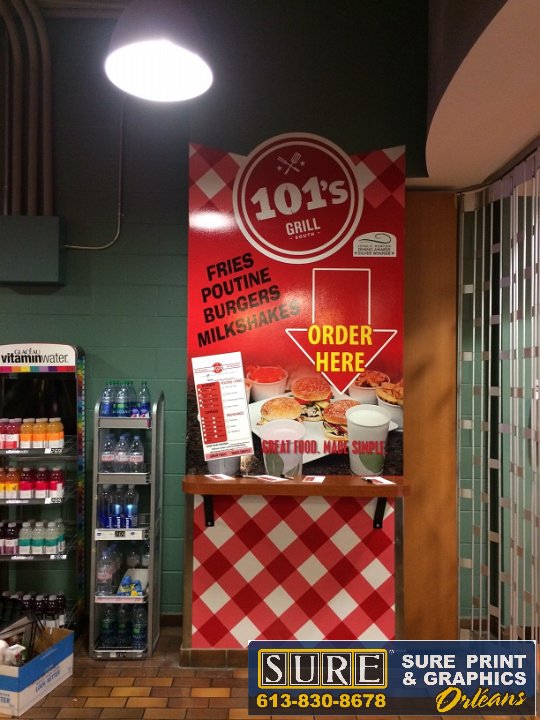 101's
GRILL
SOUTH
FRIES
POUTINE
BURGERS
MILKSHAKES
ORDER
HERE
GREAT FOOD. MADE SIMPLE
GLACÉAU
vitaminwater
SURE
613-830-8678
SURE PRINT
& GRAPHICS
Orléans